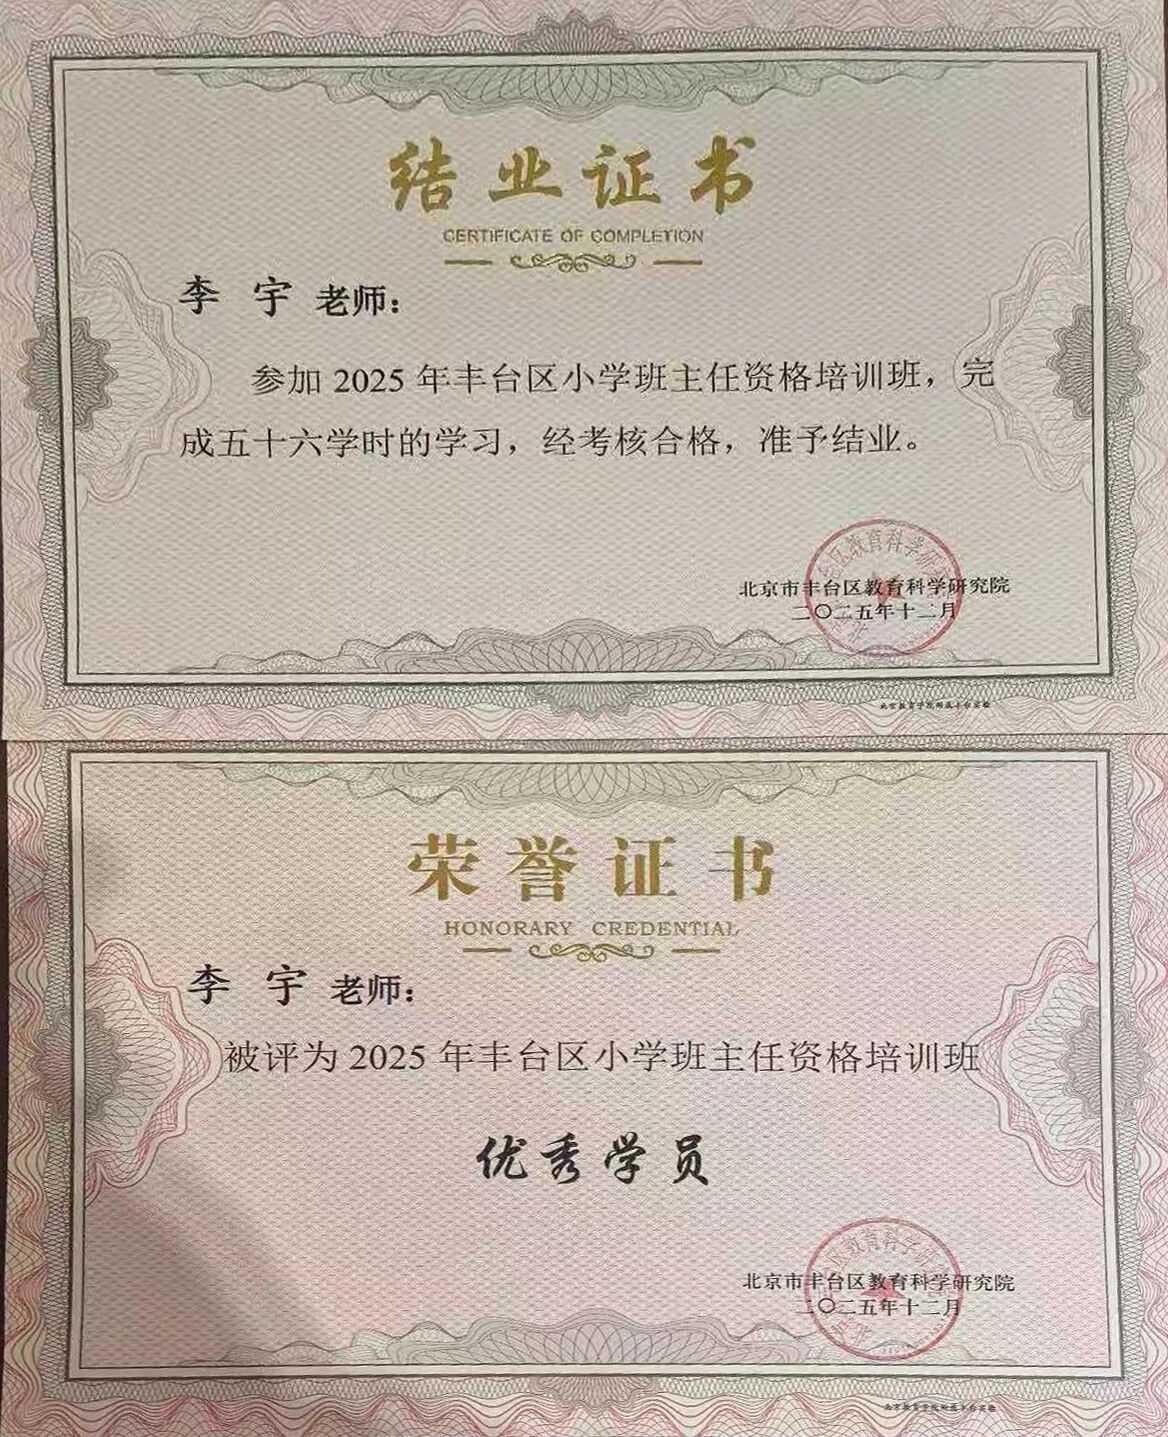 结业证书
CERTIFICATE OF COMPLETION
李 宇 老师：
参加 2025 年丰台区小学班主任资格培训班，完
成五十六学时的学习，经考核合格，准予结业。
北京市丰台区教育科学研究院
二〇二五年十二月
荣誉证书
HONORARY CREDENTIAL
李 宇 老师：
被评为 2025 年丰台区小学班主任资格培训班
优秀学员
北京市丰台区教育科学研究院
二〇二五年十二月